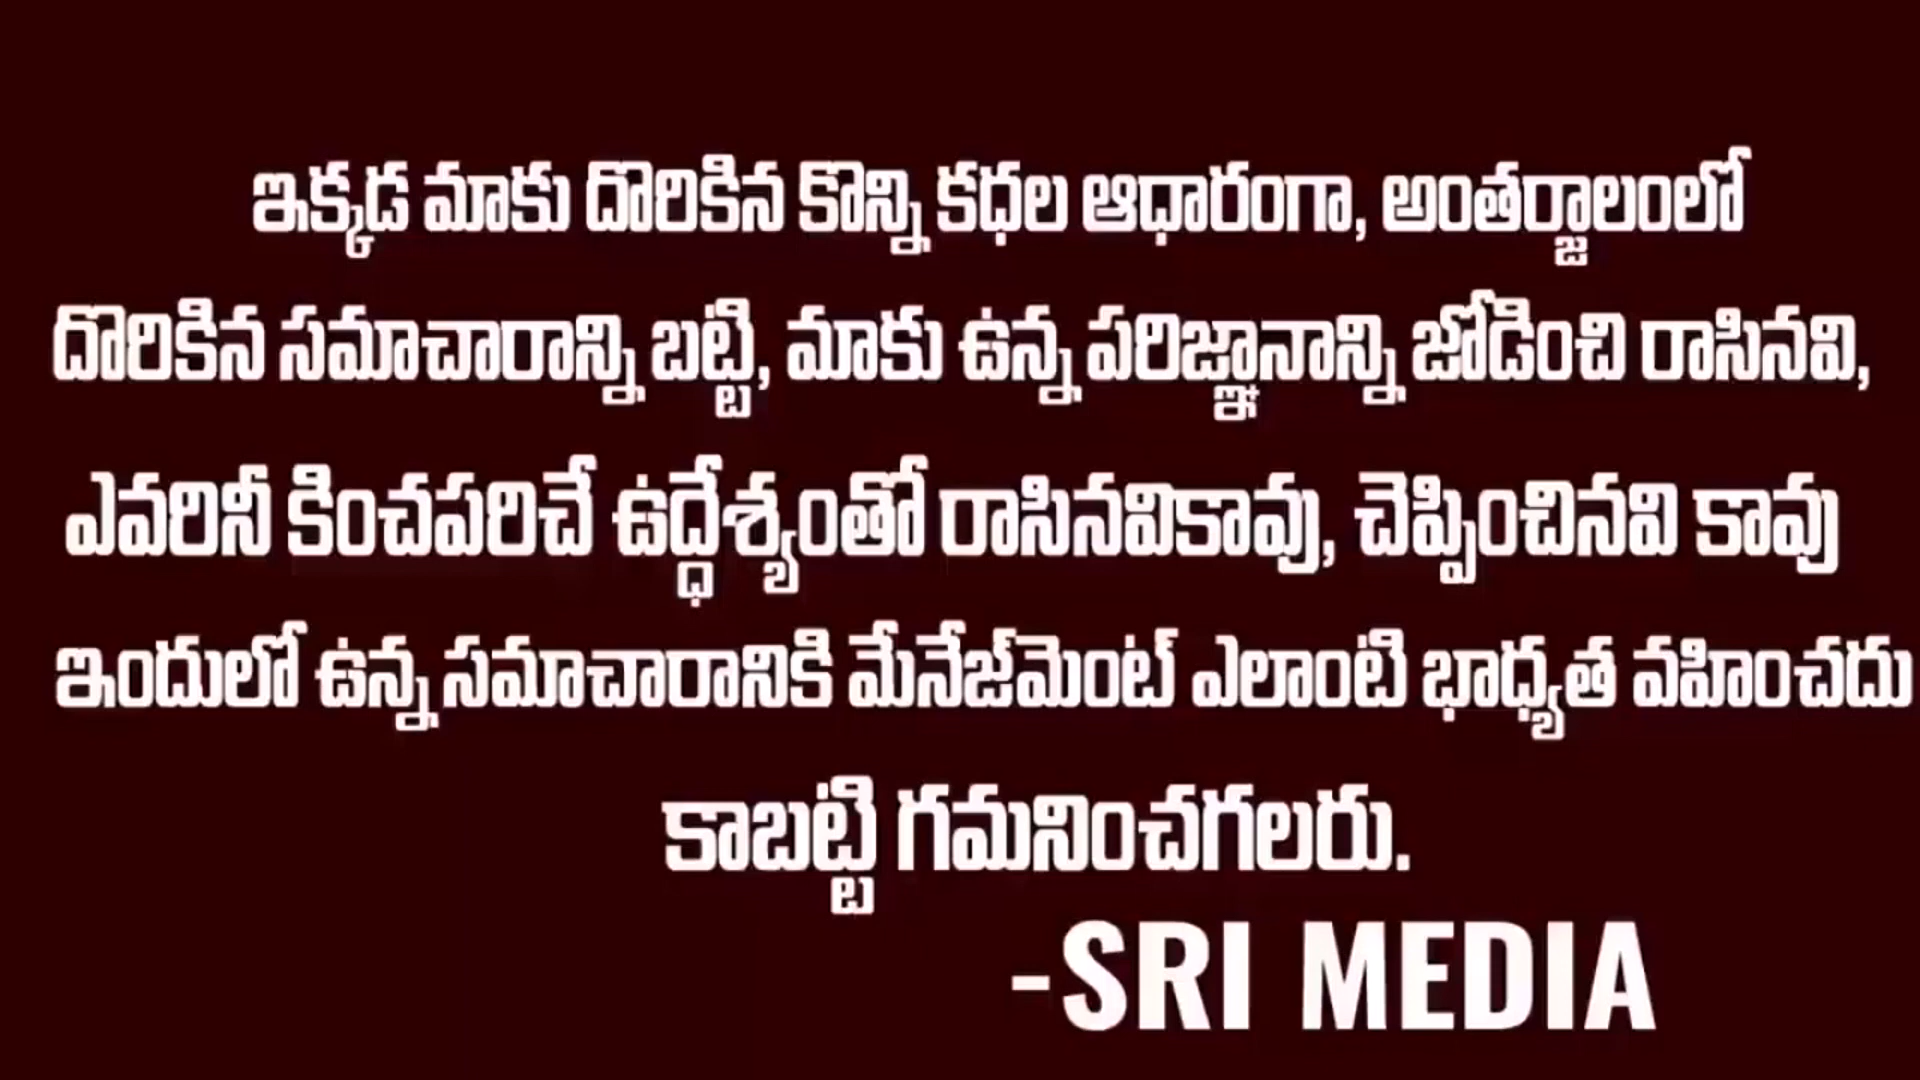 ఇక్కడ మాకు దొరికిన కొన్ని కధల ఆధారంగా, అంతర్జాలంలో
దొరికిన సమాచారాన్ని బట్టి, మాకు ఉన్న పరిజ్ఞానాన్ని జోడించి రాసినవి,
ఎవరినీ కించపరిచే ఉద్ధేశ్యంతో రాసినవికావు, చెప్పించినవి కావు
ఇందులో ఉన్న సమాచారానికి మేనేజ్‌మెంట్ ఎలాంటి భాధ్యత వహించదు
కాబట్టి గమనించగలరు.
-SRI MEDIA